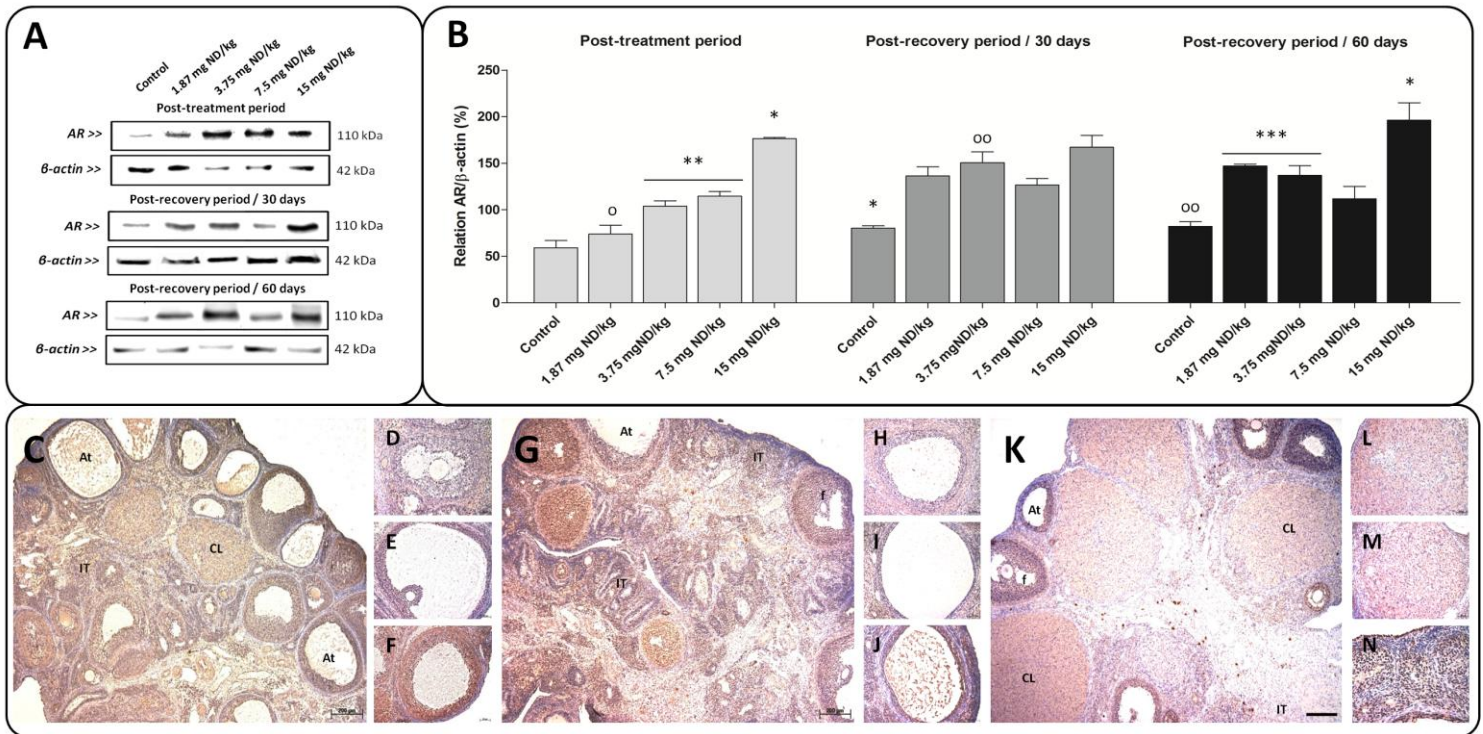 A
Control
1.87 mg ND/kg
3.75 mg ND/kg
7.5 mg ND/kg
15 mg ND/kg
Post-treatment period
AR >>
110 kDa
β-actin >>
42 kDa
Post-recovery period / 30 days
AR >>
110 kDa
β-actin >>
42 kDa
Post-recovery period / 60 days
AR >>
110 kDa
β-actin >>
42 kDa
B
Post-treatment period
Post-recovery period / 30 days
Post-recovery period / 60 days
Relation AR/β-actin (%)
250
200
150
100
50
0
O
**
*
*
OO
OO
***
*
Control
1.87 mg ND/kg
3.75 mgND/kg
7.5 mg ND/kg
15 mg ND/kg
Control
1.87 mg ND/kg
3.75 mgND/kg
7.5 mg ND/kg
15 mg ND/kg
Control
1.87 mg ND/kg
3.75 mgND/kg
7.5 mg ND/kg
15 mg ND/kg
C
At
CL
IT
At
200 µm
D
E
F
G
At
IT
f
IT
200 µm
H
I
J
K
At
CL
f
CL
IT
L
M
N